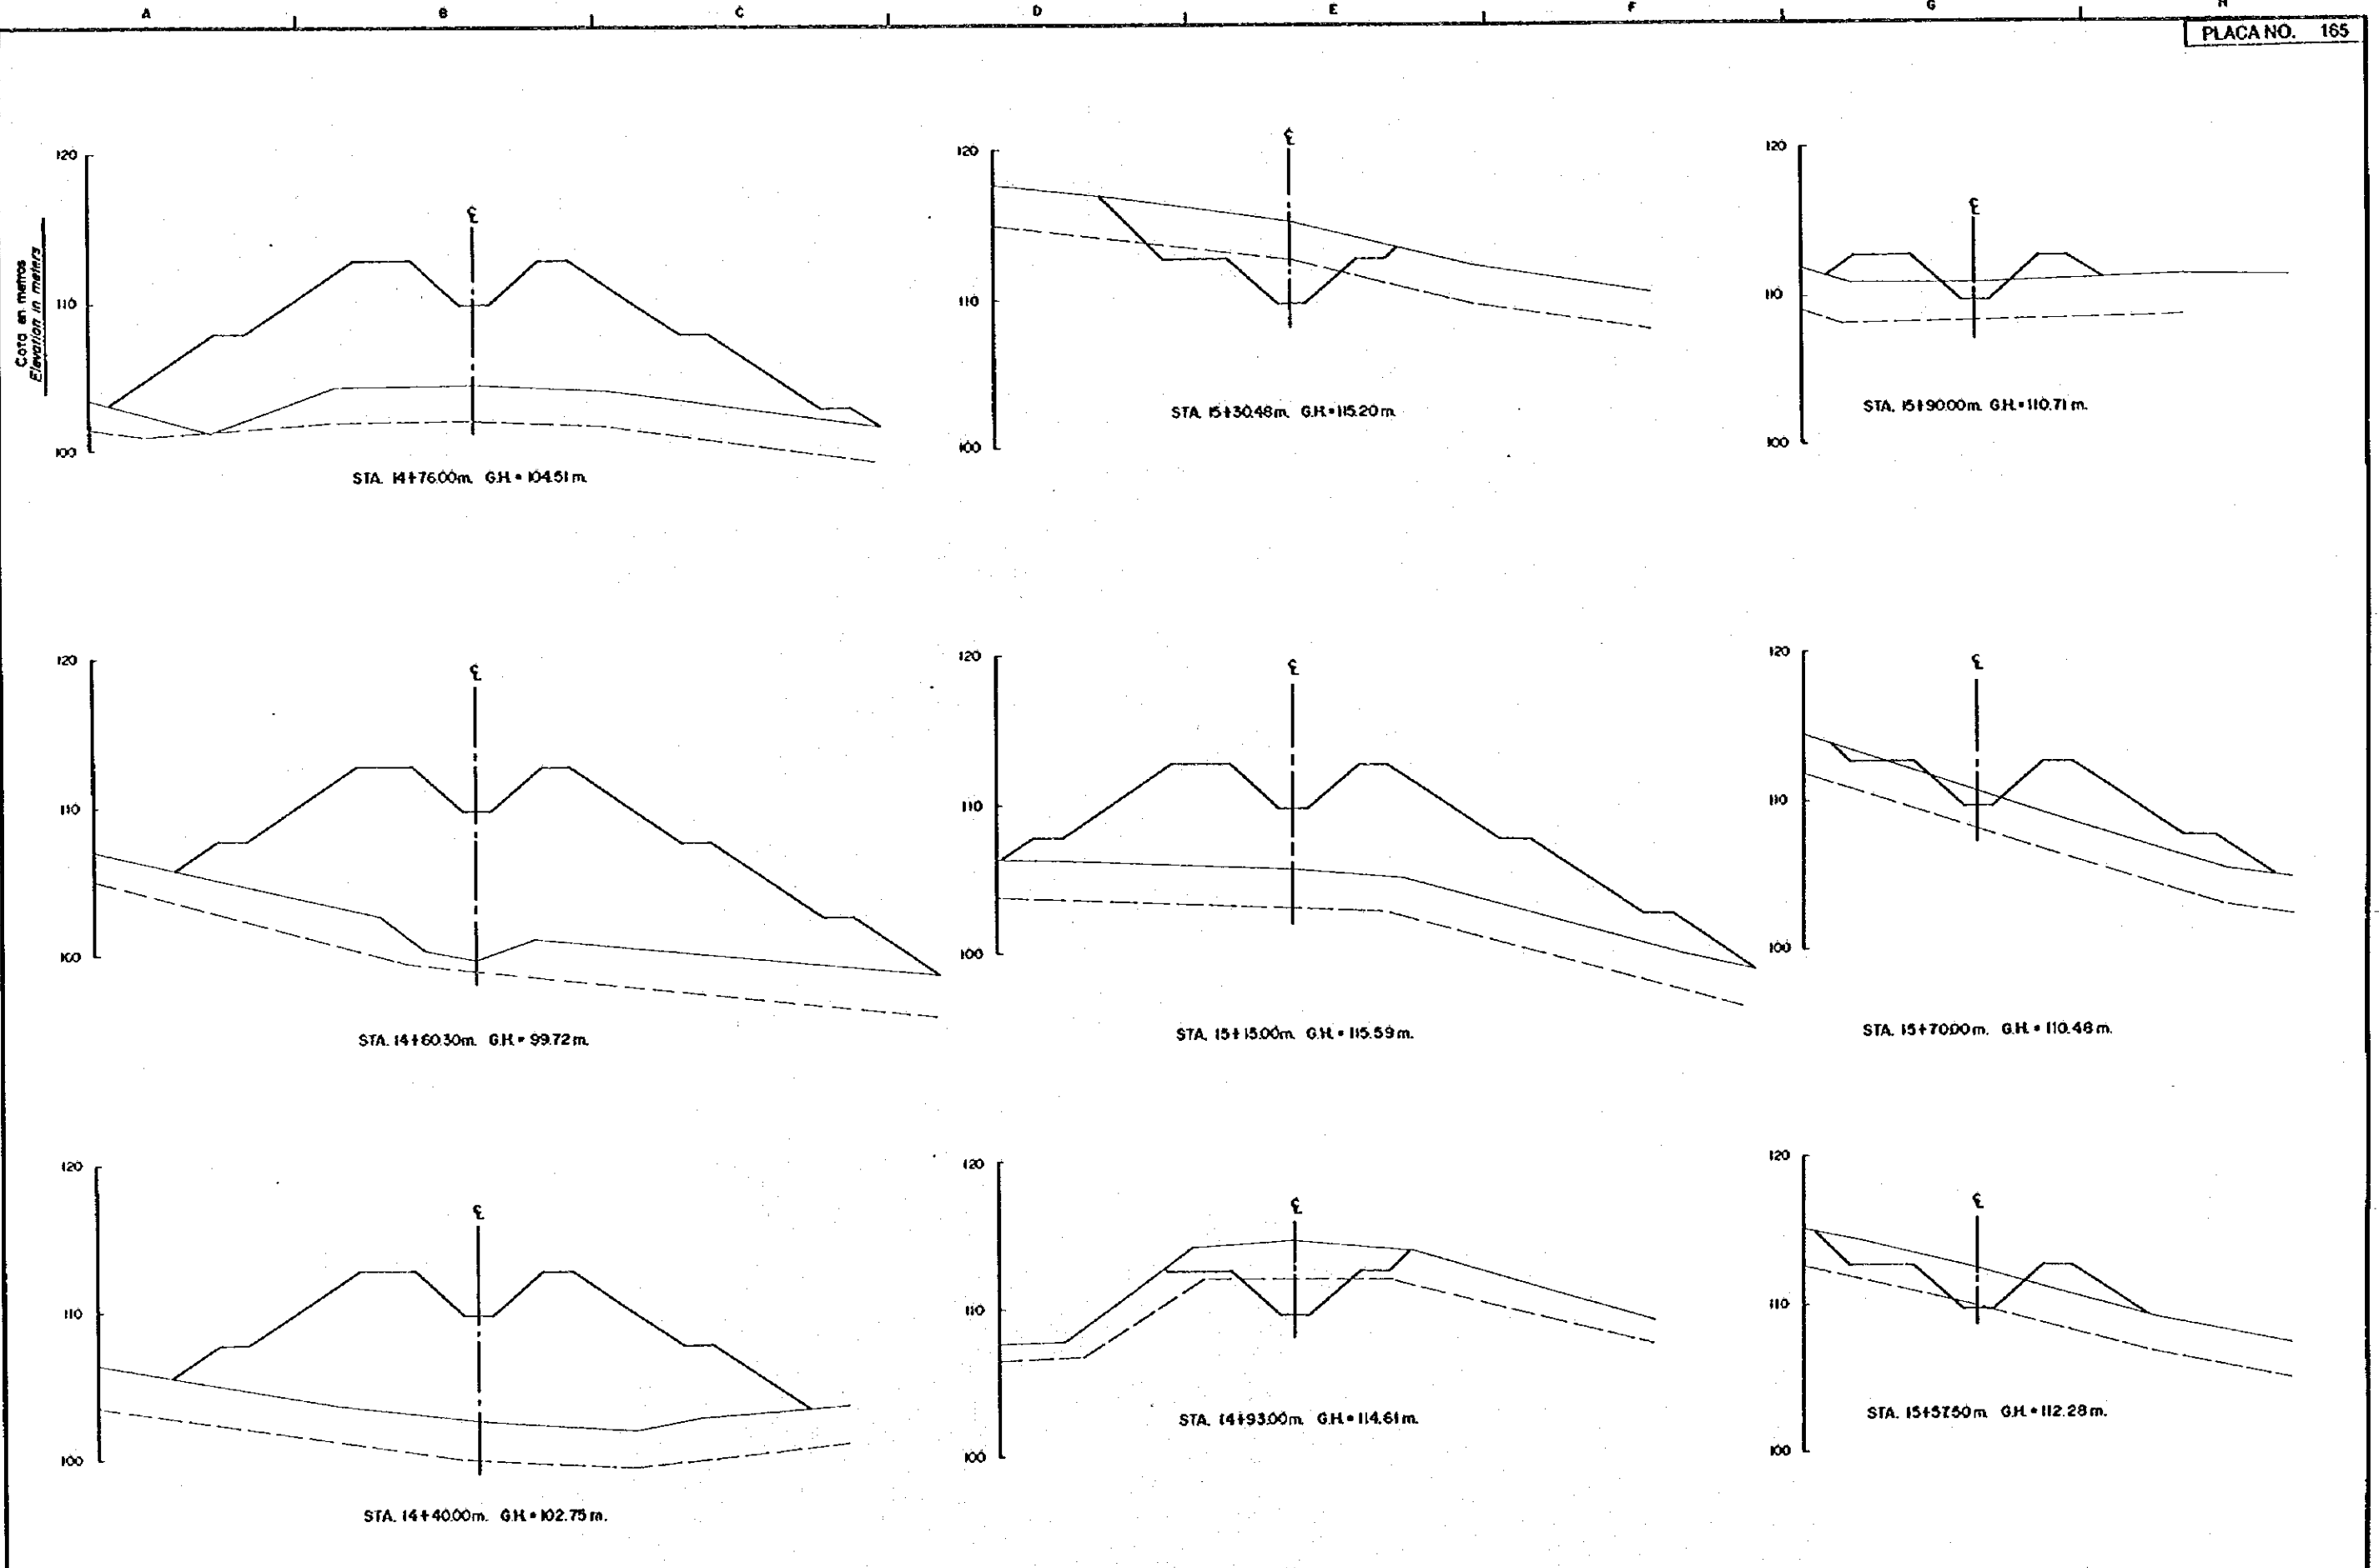 A B C D E F G H
PLACA NO. 165
Cota en metros
Elevation in meters
120
110
100
℄
STA. 14+76.00m. G.H. = 104.51 m.
120
110
100
℄
STA. 15+30.48m. G.H. = 115.20 m.
120
110
100
℄
STA. 15+90.00m. G.H. = 110.71 m.
120
110
100
℄
STA. 14+60.30m. G.H. = 99.72 m.
120
110
100
℄
STA. 15+15.00m. G.H. = 115.59 m.
120
110
100
℄
STA. 15+70.00m. G.H. = 110.48 m.
120
110
100
℄
STA. 14+40.00m. G.H. = 102.75 m.
120
110
100
℄
STA. 14+93.00m. G.H. = 114.61 m.
120
110
100
℄
STA. 15+57.50m G.H. = 112.28 m.